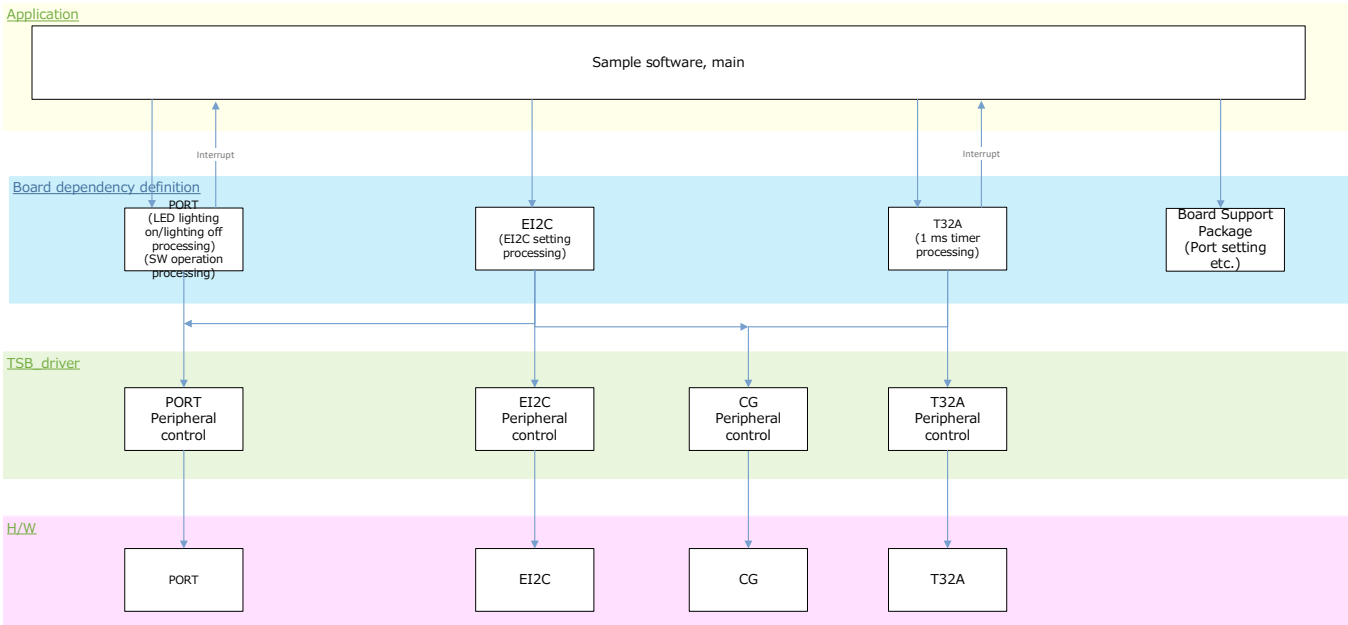 Application
Sample software, main
Interrupt
Interrupt
Board dependency definition
PORT
(LED lighting
on/lighting off
processing)
(SW operation
processing)
EI2C
(EI2C setting
processing)
T32A
(1 ms timer
processing)
Board Support
Package
(Port setting
etc.)
TSB_driver
PORT
Peripheral
control
EI2C
Peripheral
control
CG
Peripheral
control
T32A
Peripheral
control
H/W
PORT
EI2C
CG
T32A